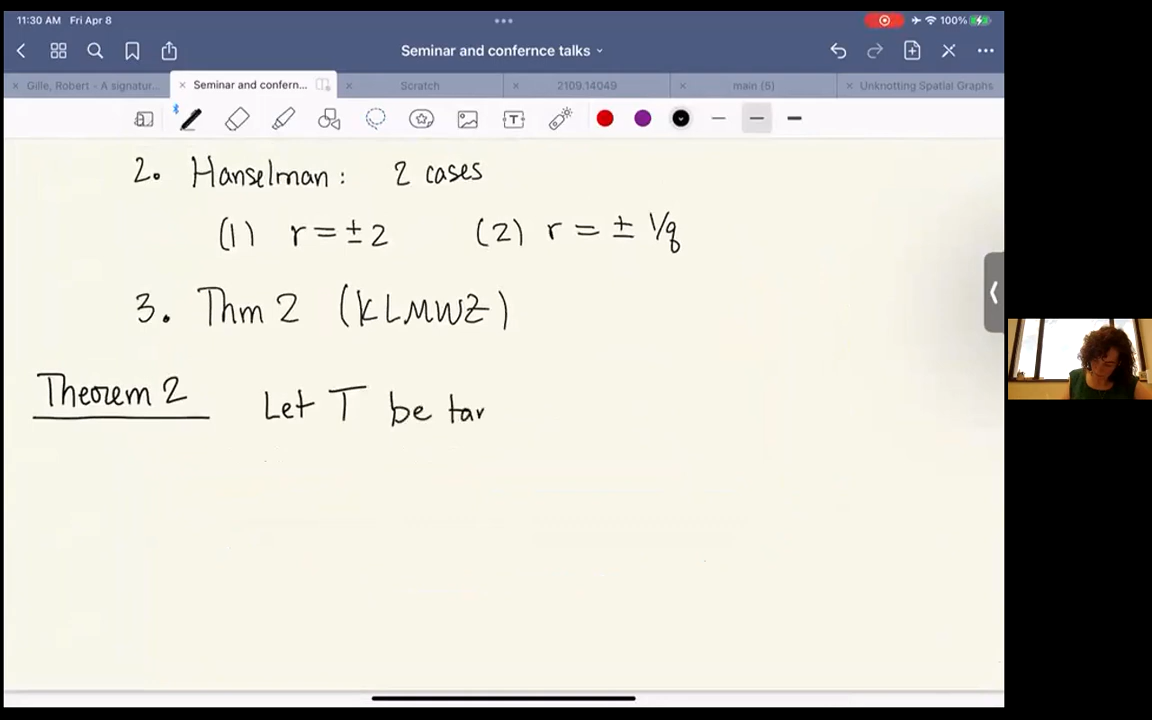 11:30 AM Fri Apr 8
100%
Seminar and confernce talks
Gille, Robert - A signatur...
Seminar and confern...
Scratch
2109.14049
main (5)
Unknotting Spatial Graphs
2. Hanselman: 2 cases
(1) r = ± 2 (2) r = ± 1/q
3. Thm 2 (KLMWZ)
Theorem 2 Let T be tar